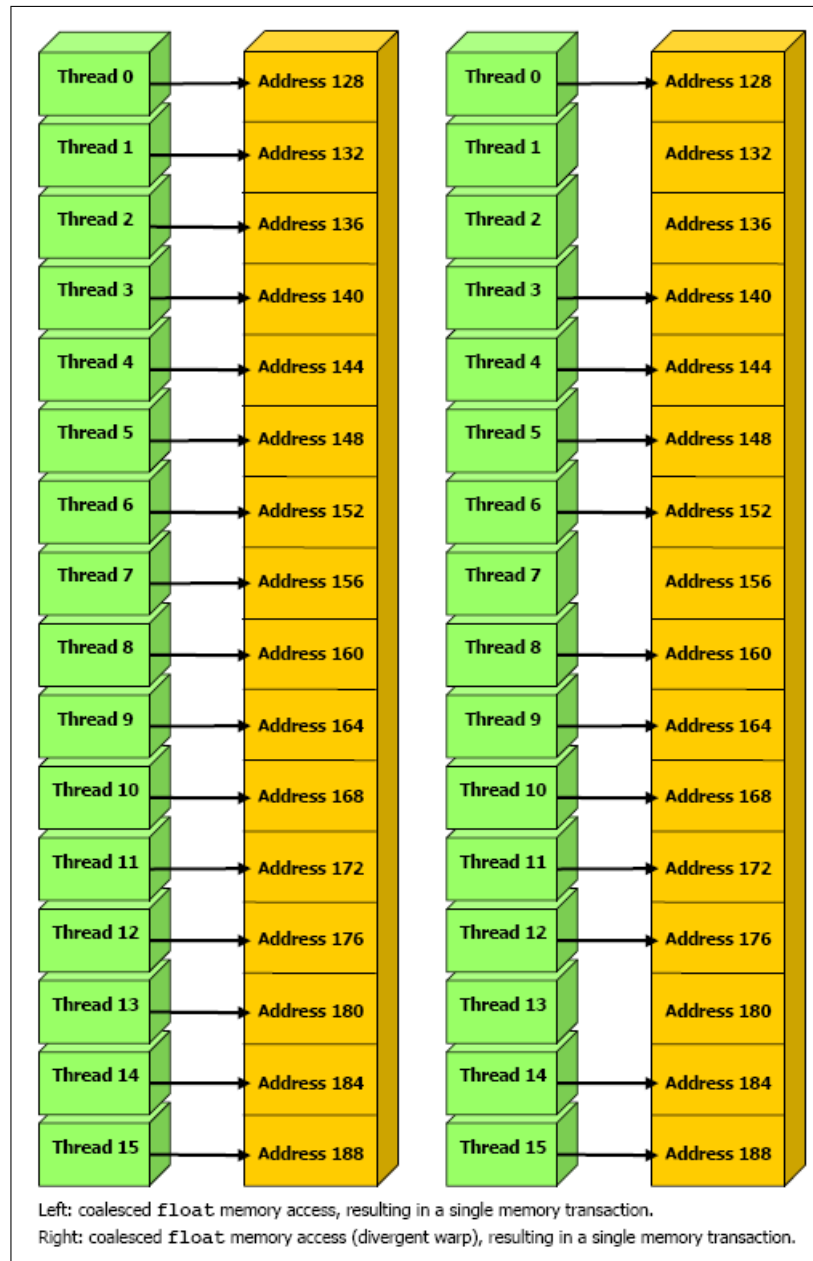 Thread 0 Address 128 Thread 0 Address 128
Thread 1 Address 132 Thread 1 Address 132
Thread 2 Address 136 Thread 2 Address 136
Thread 3 Address 140 Thread 3 Address 140
Thread 4 Address 144 Thread 4 Address 144
Thread 5 Address 148 Thread 5 Address 148
Thread 6 Address 152 Thread 6 Address 152
Thread 7 Address 156 Thread 7 Address 156
Thread 8 Address 160 Thread 8 Address 160
Thread 9 Address 164 Thread 9 Address 164
Thread 10 Address 168 Thread 10 Address 168
Thread 11 Address 172 Thread 11 Address 172
Thread 12 Address 176 Thread 12 Address 176
Thread 13 Address 180 Thread 13 Address 180
Thread 14 Address 184 Thread 14 Address 184
Thread 15 Address 188 Thread 15 Address 188
Left: coalesced float memory access, resulting in a single memory transaction.
Right: coalesced float memory access (divergent warp), resulting in a single memory transaction.